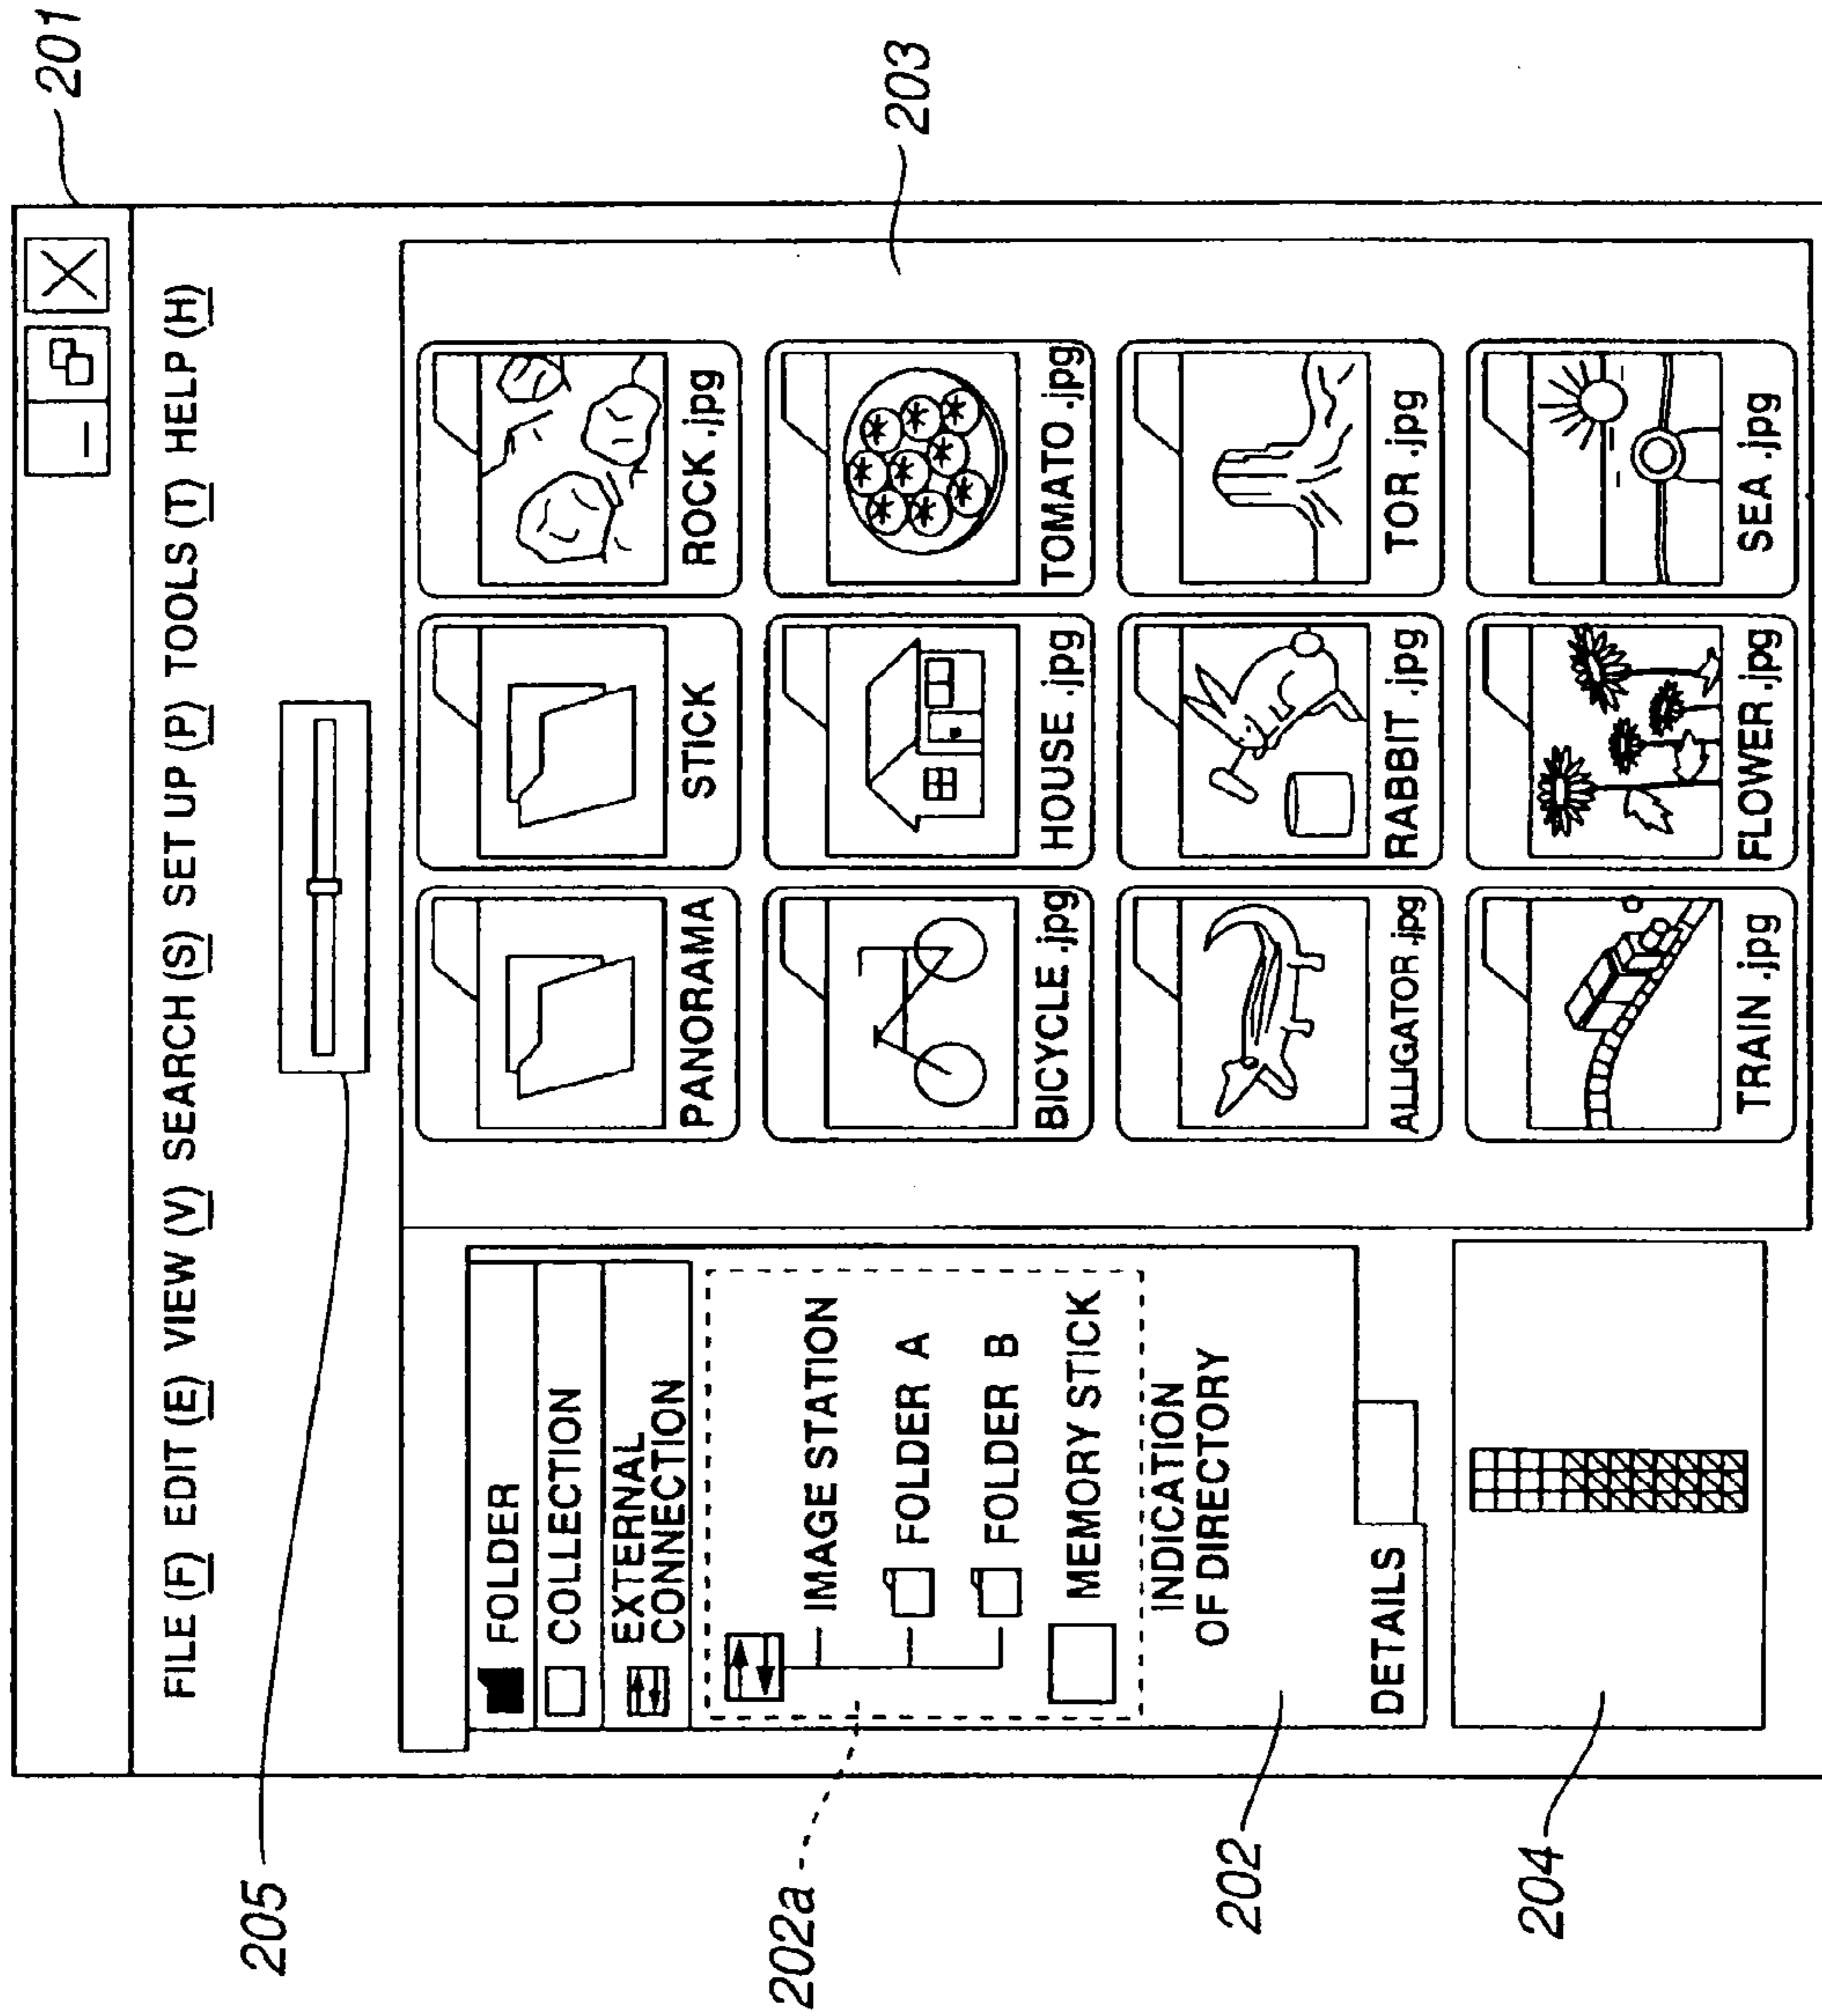 201
FILE (F) EDIT (E) VIEW (V) SEARCH (S) SET UP (P) TOOLS (T) HELP (H)
205
FOLDER
COLLECTION
EXTERNAL
CONNECTION
202a
IMAGE STATION
FOLDER A
FOLDER B
MEMORY STICK
INDICATION
OF DIRECTORY
202
DETAILS
204
203
PANORAMA STICK ROCK.jpg
BICYCLE.jpg HOUSE.jpg TOMATO.jpg
ALLIGATOR.jpg RABBIT.jpg TOR.jpg
TRAIN.jpg FLOWER.jpg SEA.jpg